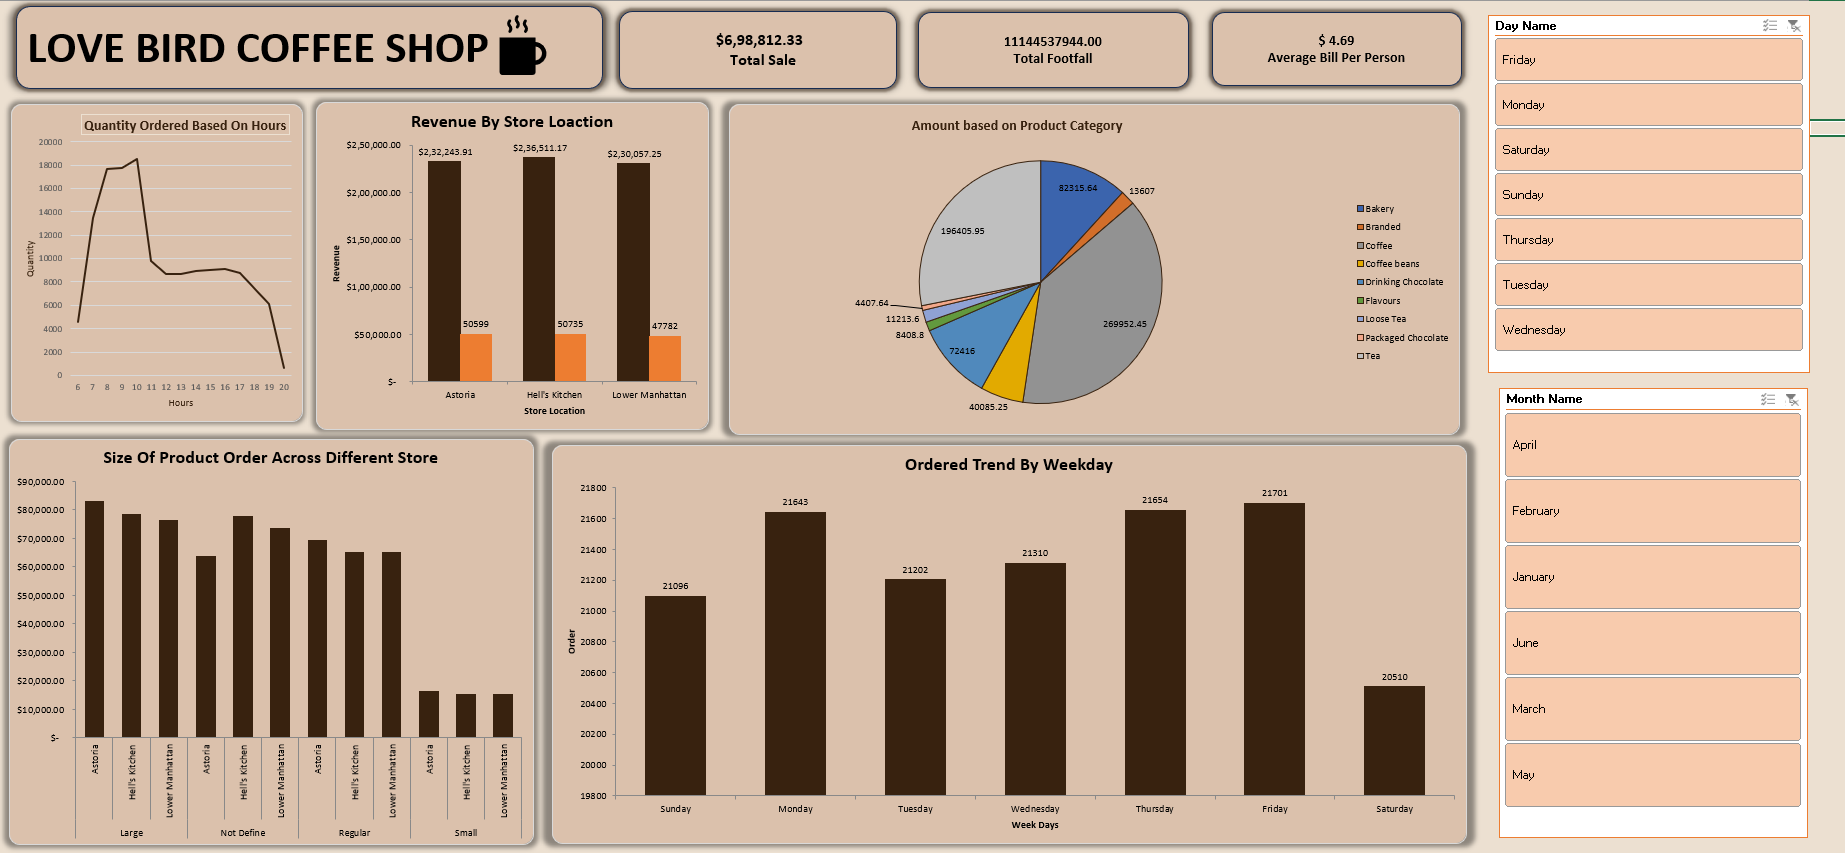 LOVE BIRD COFFEE SHOP
$6,98,812.33
Total Sale
11144537944.00
Total Footfall
$ 4.69
Average Bill Per Person
Quantity Ordered Based On Hours
20000
18000
16000
14000
12000
10000
8000
6000
4000
2000
0
Quantity
6 7 8 9 10 11 12 13 14 15 16 17 18 19 20
Hours
Revenue By Store Loaction
$2,50,000.00
$2,00,000.00
$1,50,000.00
$1,00,000.00
$50,000.00
$-
Revenue
$2,32,243.91 $2,36,511.17 $2,30,057.25
50599 50735 47782
Astoria Hell's Kitchen Lower Manhattan
Store Location
Amount based on Product Category
82315.64
13607
269952.45
40085.25
72416
8408.8
11213.6
4407.64
196405.95
Bakery
Branded
Coffee
Coffee beans
Drinking Chocolate
Flavours
Loose Tea
Packaged Chocolate
Tea
Size Of Product Order Across Different Store
$90,000.00
$80,000.00
$70,000.00
$60,000.00
$50,000.00
$40,000.00
$30,000.00
$20,000.00
$10,000.00
$-
Astoria Hell's Kitchen Lower Manhattan Astoria Hell's Kitchen Lower Manhattan Astoria Hell's Kitchen Lower Manhattan Astoria Hell's Kitchen Lower Manhattan
Large Not Define Regular Small
Ordered Trend By Weekday
21800
21600
21400
21200
21000
20800
20600
20400
20200
20000
19800
Order
21096 21643 21202 21310 21654 21701 20510
Sunday Monday Tuesday Wednesday Thursday Friday Saturday
Week Days
Day Name
Friday
Monday
Saturday
Sunday
Thursday
Tuesday
Wednesday
Month Name
April
February
January
June
March
May